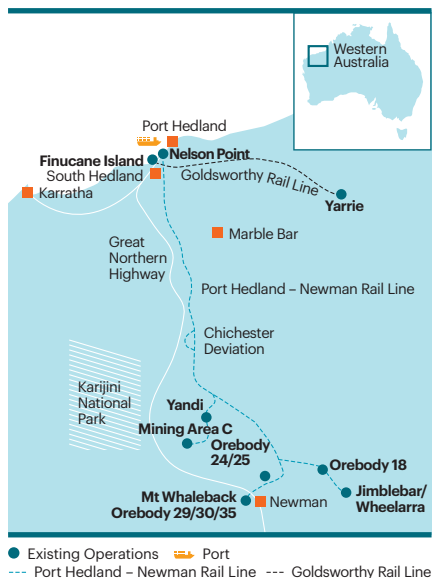 Western
Australia
Port Hedland
Nelson Point
Finucane Island
South Hedland
Goldsworthy Rail Line
Karratha
Yarrie
Marble Bar
Great
Northern
Highway
Port Hedland – Newman Rail Line
Chichester
Deviation
Karijini
National
Park
Yandi
Mining Area C
Orebody
24/25
Orebody 18
Mt Whaleback
Orebody 29/30/35
Newman
Jimblebar/
Wheelarra
Existing Operations
Port
Port Hedland – Newman Rail Line
Goldsworthy Rail Line